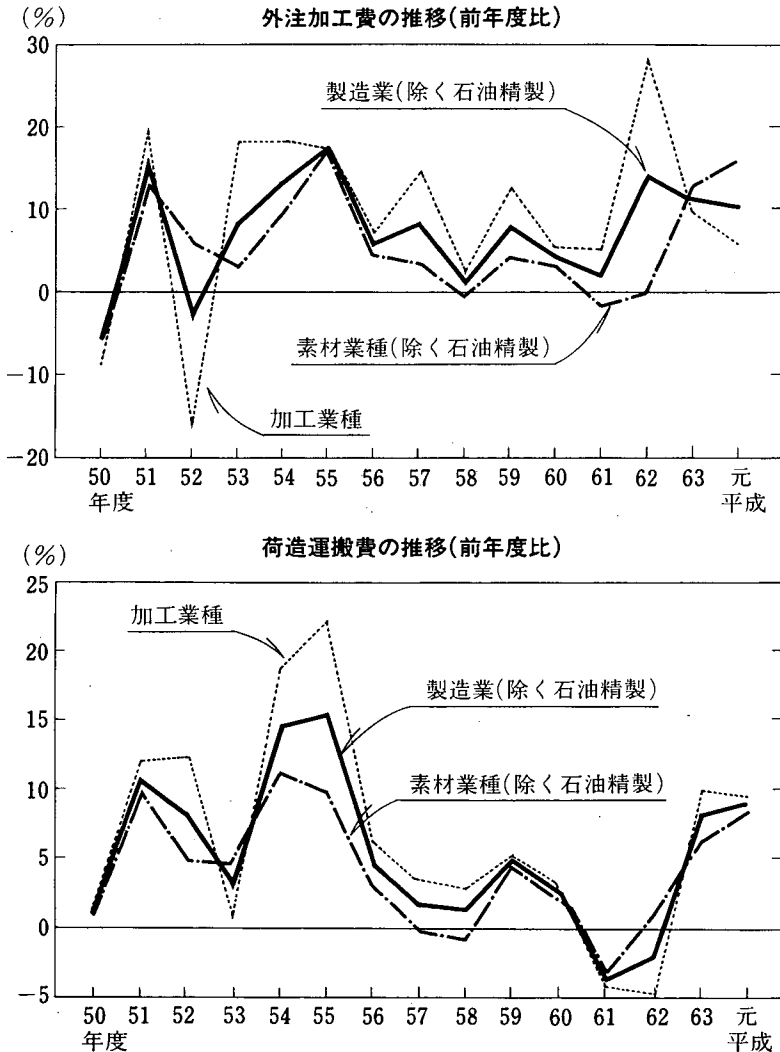 外注加工費の推移(前年度比)
(%)
30
20
10
0
−10
−20
製造業(除く石油精製)
素材業種(除く石油精製)
加工業種
50 51 52 53 54 55 56 57 58 59 60 61 62 63 元
年度 平成
荷造運搬費の推移(前年度比)
(%)
25
20
15
10
5
0
−5
加工業種
製造業(除く石油精製)
素材業種(除く石油精製)
50 51 52 53 54 55 56 57 58 59 60 61 62 63 元
年度 平成